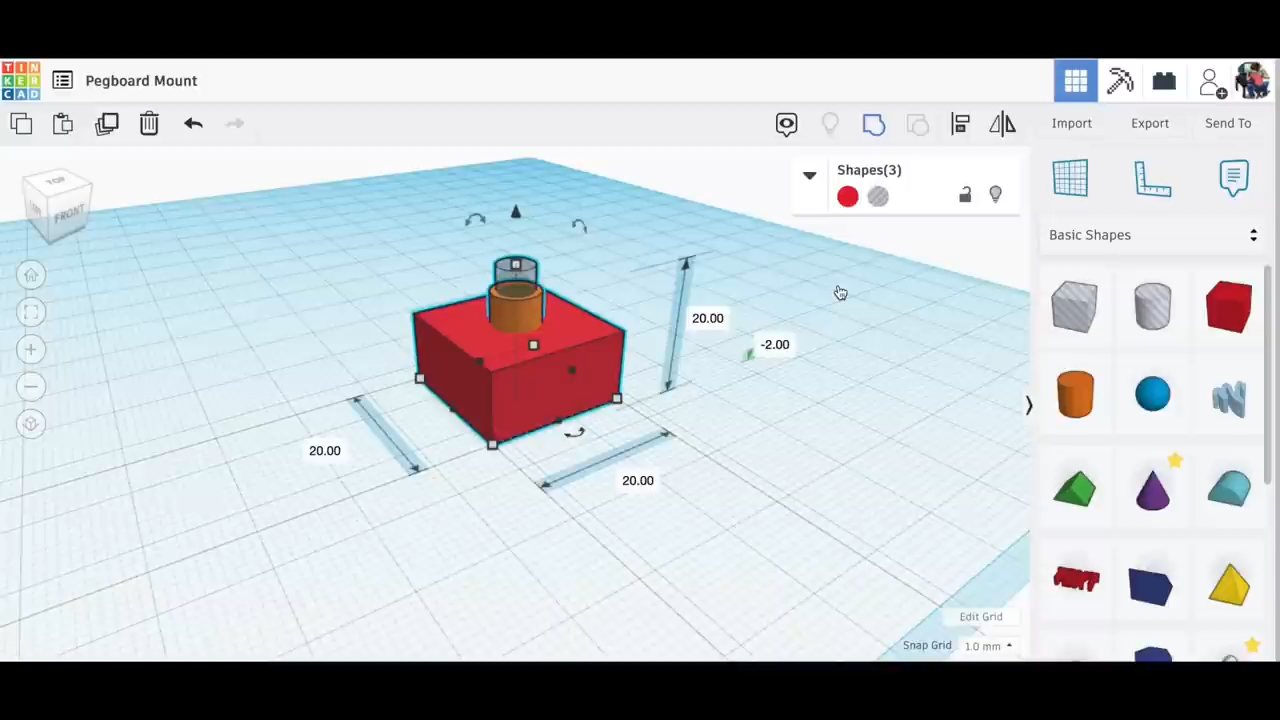 TIN
KER
CAD
Pegboard Mount
Import
Export
Send To
Shapes(3)
TOP
FRONT
Basic Shapes
20.00
-2.00
20.00
20.00
Edit Grid
Snap Grid
1.0 mm